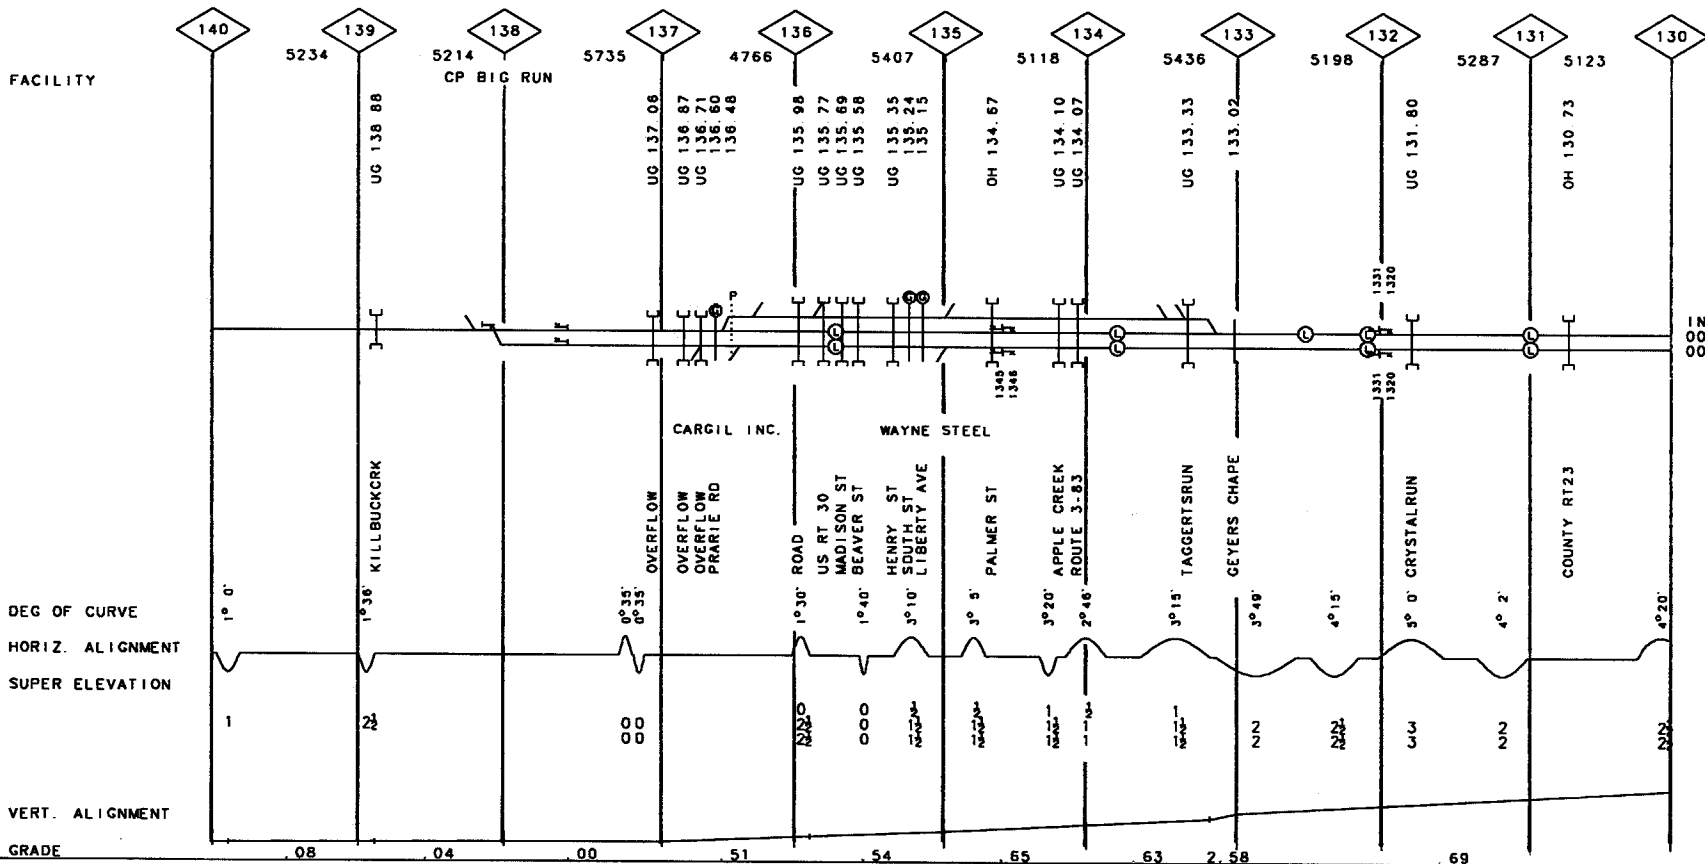 140 139 138 137 136 135 134 133 132 131 130
5234 5214 5735 4766 5407 5118 5436 5198 5287 5123
FACILITY
CP BIG RUN
UG 138 88
UG 137 06
UG 136.87
UG 136.71
136.60
136.48
UG 135.98
UG 135.77
UG 135.69
UG 135.58
UG 135 35
135.24
135.15
OH 134.67
UG 134.10
UG 134.07
UG 133.33
133.02
UG 131.80
OH 130 73
P
G G G
L L L L L L L L L
1331
1320
IN
00
00
1345
1346
1331
1320
CARGIL INC.
WAYNE STEEL
KILLBUCKCRK
OVERFLOW
OVERFLOW
OVERFLOW
PRARIE RD
ROAD
US RT 30
MADISON ST
BEAVER ST
HENRY ST
SOUTH ST
LIBERTY AVE
PALMER ST
APPLE CREEK
ROUTE 3-83
TAGGERTSRUN
GEYERS CHAPE
CRYSTALRUN
COUNTY RT23
DEG OF CURVE
1° 0' 1°36' 0°35' 0°35' 1°30' 1°40' 3°10' 3° 5' 3°20' 2°46' 3°15' 3°49' 4°15' 5° 0' 4° 2' 4°20'
HORIZ. ALIGNMENT
SUPER ELEVATION
0 0
1 2½ 00 0 2 3 2
00 0 2 3 2
VERT. ALIGNMENT
GRADE .08 .04 .00 .51 .54 .65 .63 2.58 .69